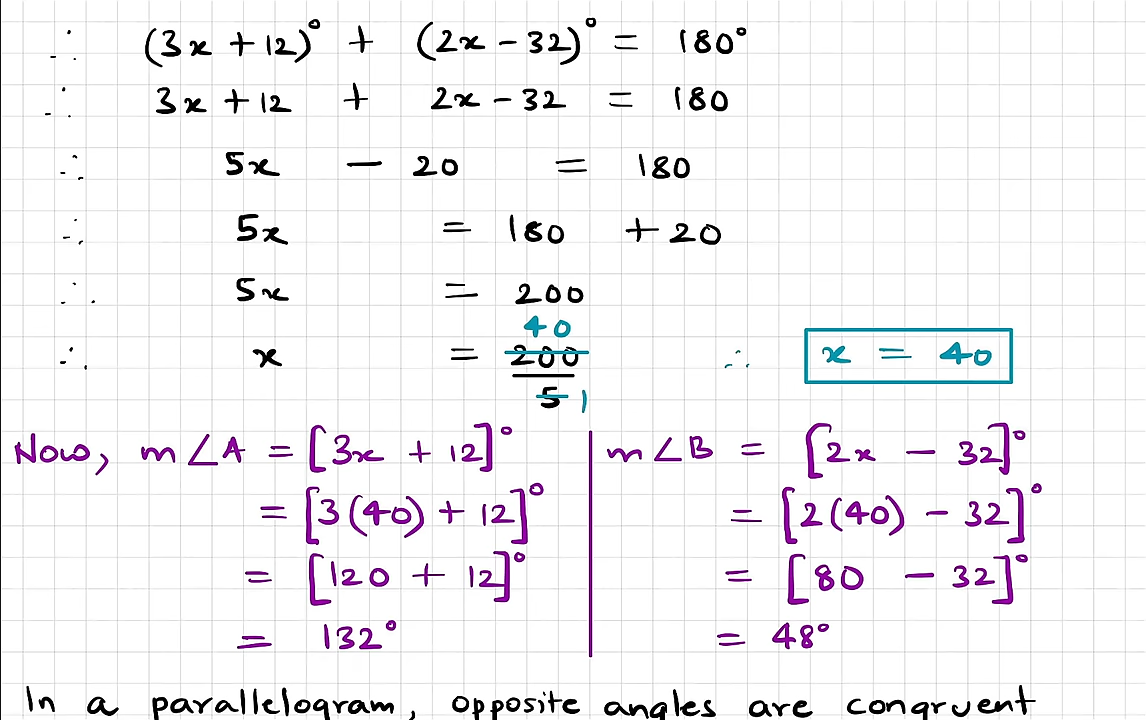 ∴ (3x + 12)° + (2x − 32)° = 180°
∴ 3x + 12 + 2x − 32 = 180
∴ 5x − 20 = 180
∴ 5x = 180 + 20
∴ 5x = 200
40
∴ x = 200 ∴ x = 40
5 1
Now, m∠A = [3x + 12]°
= [3(40) + 12]°
= [120 + 12]°
= 132°
m∠B = [2x − 32]°
= [2(40) − 32]°
= [80 − 32]°
= 48°
In a parallelogram, opposite angles are congruent